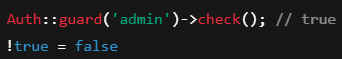 Auth::guard('admin')->check(); // true
!true = false